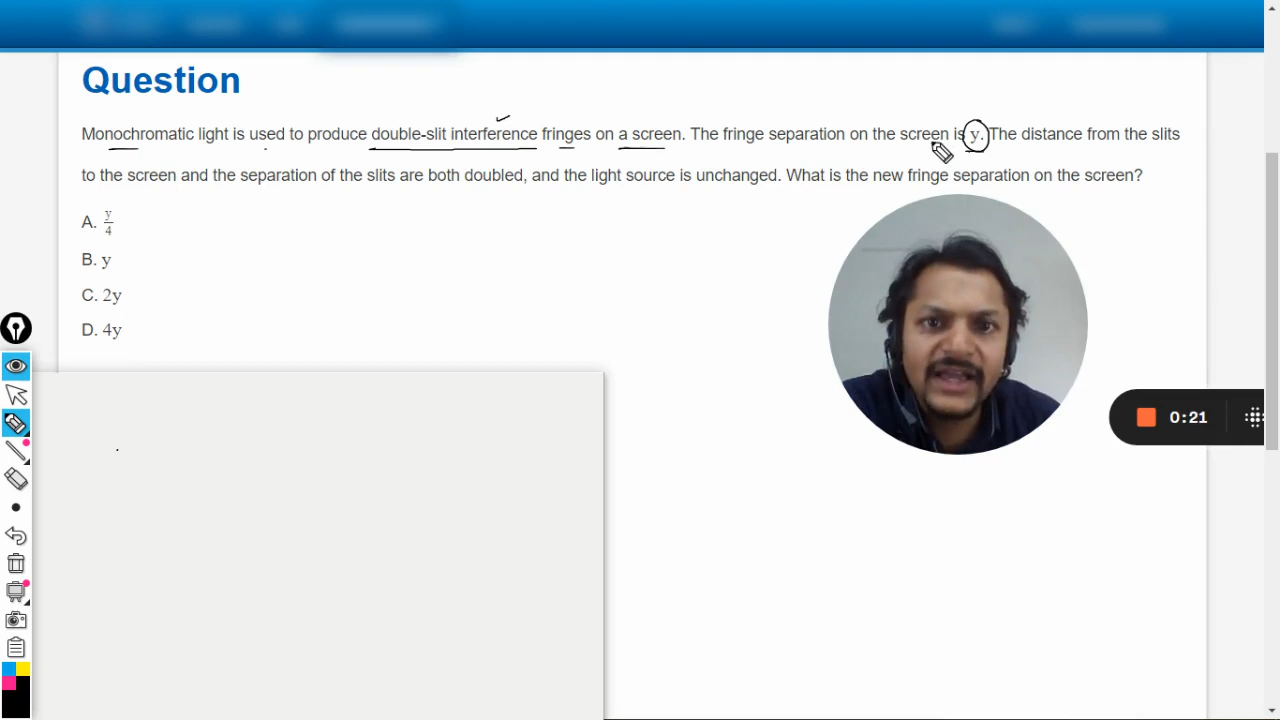 Question
Monochromatic light is used to produce double-slit interference fringes on a screen. The fringe separation on the screen is y. The distance from the slits
to the screen and the separation of the slits are both doubled, and the light source is unchanged. What is the new fringe separation on the screen?
A. y/4
B. y
C. 2y
D. 4y
0:21